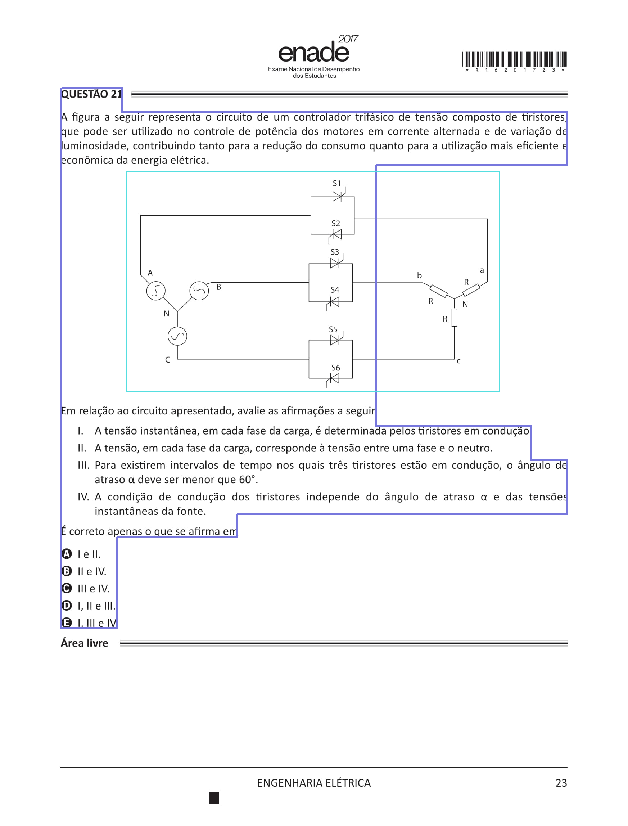 2017
enade
Exame Nacional de Desempenho
dos Estudantes
*R1620172 3*
QUESTÃO 21
A figura a seguir representa o circuito de um controlador trifásico de tensão composto de tiristores,
que pode ser utilizado no controle de potência dos motores em corrente alternada e de variação de
luminosidade, contribuindo tanto para a redução do consumo quanto para a utilização mais eficiente e
econômica da energia elétrica.
S1
S2
S3
S4
S5
S6
A
B
N
C
b
a
R
R
N
R
c
Em relação ao circuito apresentado, avalie as afirmações a seguir
I. A tensão instantânea, em cada fase da carga, é determinada pelos tiristores em condução
II. A tensão, em cada fase da carga, corresponde à tensão entre uma fase e o neutro.
III. Para existirem intervalos de tempo nos quais três tiristores estão em condução, o ângulo de
atraso α deve ser menor que 60°.
IV. A condição de condução dos tiristores independe do ângulo de atraso α e das tensões
instantâneas da fonte.
É correto apenas o que se afirma em
A I e II.
B II e IV.
C III e IV.
D I, II e III.
E I, III e IV
Área livre
ENGENHARIA ELÉTRICA
23